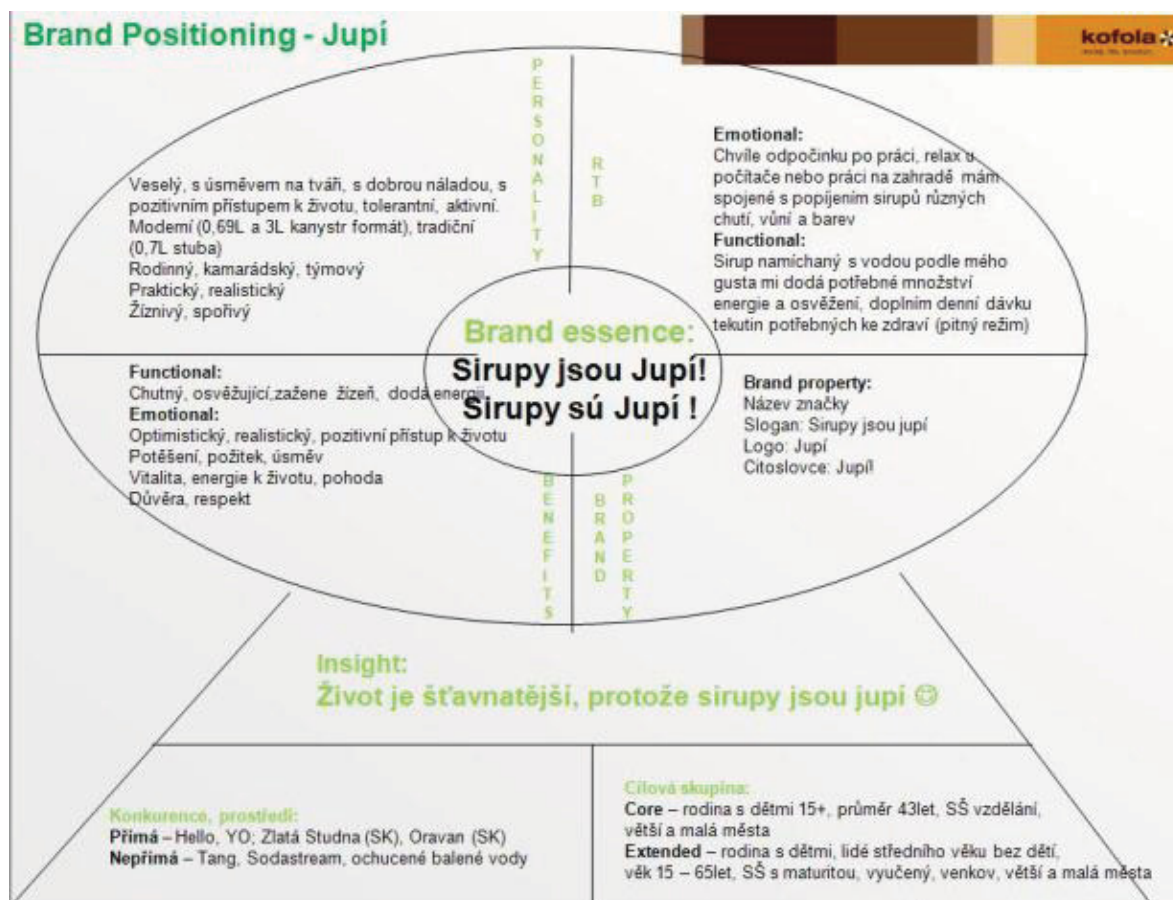 Brand Positioning - Jupí
kofola
PERSONALITY
RTB
Veselý, s úsměvem na tváři, s dobrou náladou, s
pozitivním přístupem k životu, tolerantní, aktivní.
Moderní (0,69L a 3L kanystr formát), tradiční
(0,7L stuba)
Rodinný, kamarádský, týmový
Praktický, realistický
Žíznivý, spořivý
Emotional:
Chvíle odpočinku po práci, relax u
počítače nebo práci na zahradě mám
spojené s popíjením sirupů různých
chutí, vůní a barev
Functional:
Sirup namíchaný s vodou podle mého
gusta mi dodá potřebné množství
energie a osvěžení, doplním denní dávku
tekutin potřebných ke zdraví (pitný režim)
Brand essence:
Sirupy jsou Jupí!
Sirupy sú Jupí !
Functional:
Chutný, osvěžující,zažene žízeň, dodá energii
Emotional:
Optimistický, realistický, pozitivní přístup k životu
Potěšení, požitek, úsměv
Vitalita, energie k životu, pohoda
Důvěra, respekt
Brand property:
Název značky
Slogan: Sirupy jsou jupí
Logo: Jupí
Citoslovce: Jupí!
BENEFITS
BRAND
PROPERTY
Insight:
Život je šťavnatější, protože sirupy jsou jupí ☺
Konkurence, prostředí:
Přímá – Hello, YO; Zlatá Studna (SK), Oravan (SK)
Nepřímá – Tang, Sodastream, ochucené balené vody
Cílová skupina:
Core – rodina s dětmi 15+, průměr 43let, SŠ vzdělání,
větší a malá města
Extended – rodina s dětmi, lidé středního věku bez dětí,
věk 15 – 65let, SŠ s maturitou, vyučený, venkov, větší a malá města